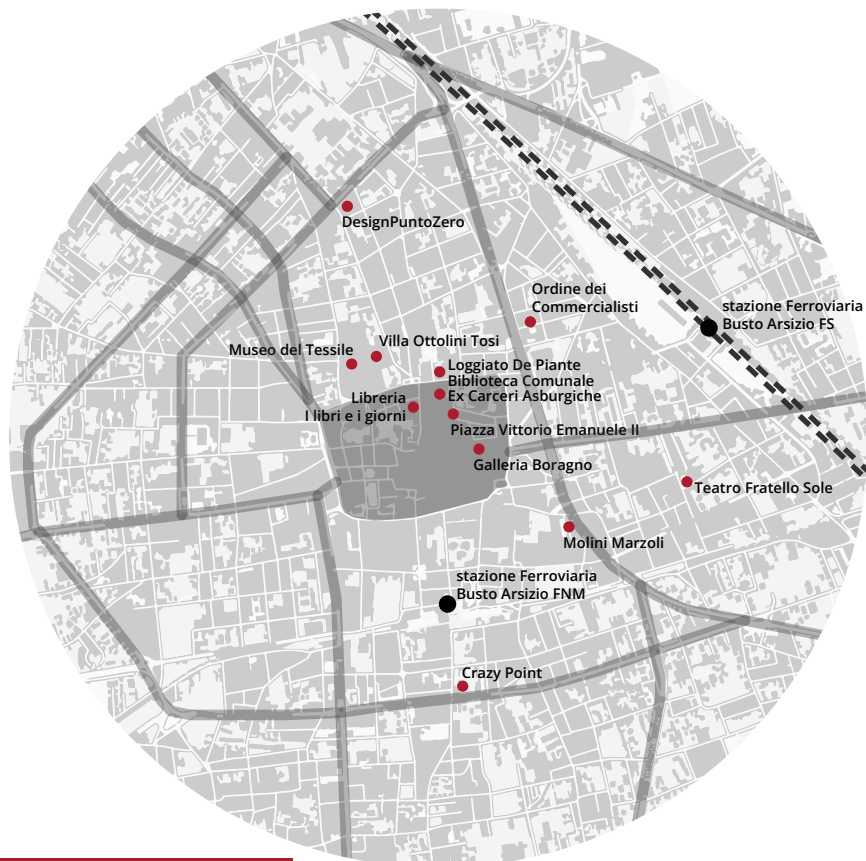 DesignPuntoZero
Ordine dei
Commercialisti
stazione Ferroviaria
Busto Arsizio FS
Villa Ottolini Tosi
Museo del Tessile
Loggiato De Piante
Biblioteca Comunale
Ex Carceri Asburgiche
Libreria
I libri e i giorni
Piazza Vittorio Emanuele II
Galleria Boragno
Teatro Fratello Sole
Molini Marzoli
stazione Ferroviaria
Busto Arsizio FNM
Crazy Point